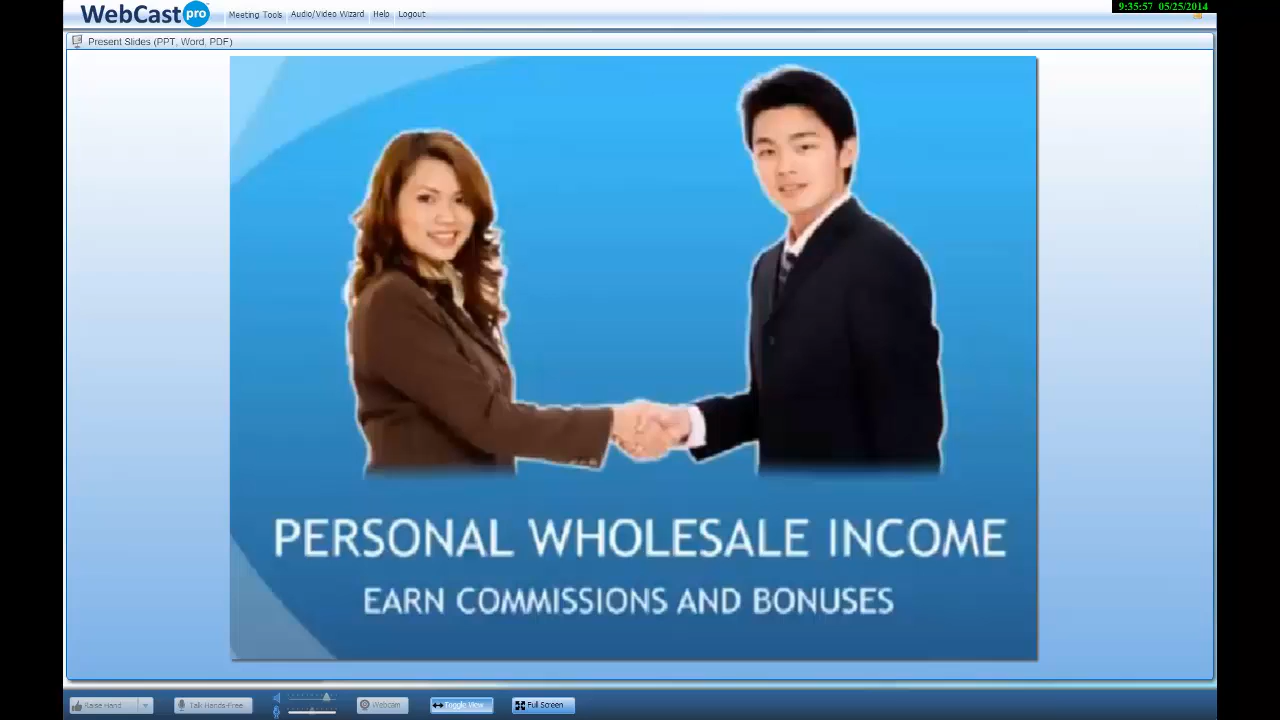 WebCast pro
Meeting Tools Audio/Video Wizard Help Logout
9:35:57 05/25/2014
Present Slides (PPT, Word, PDF)
PERSONAL WHOLESALE INCOME
EARN COMMISSIONS AND BONUSES
Raise Hand
Talk Hands-Free
Webcam
Toggle View
Full Screen